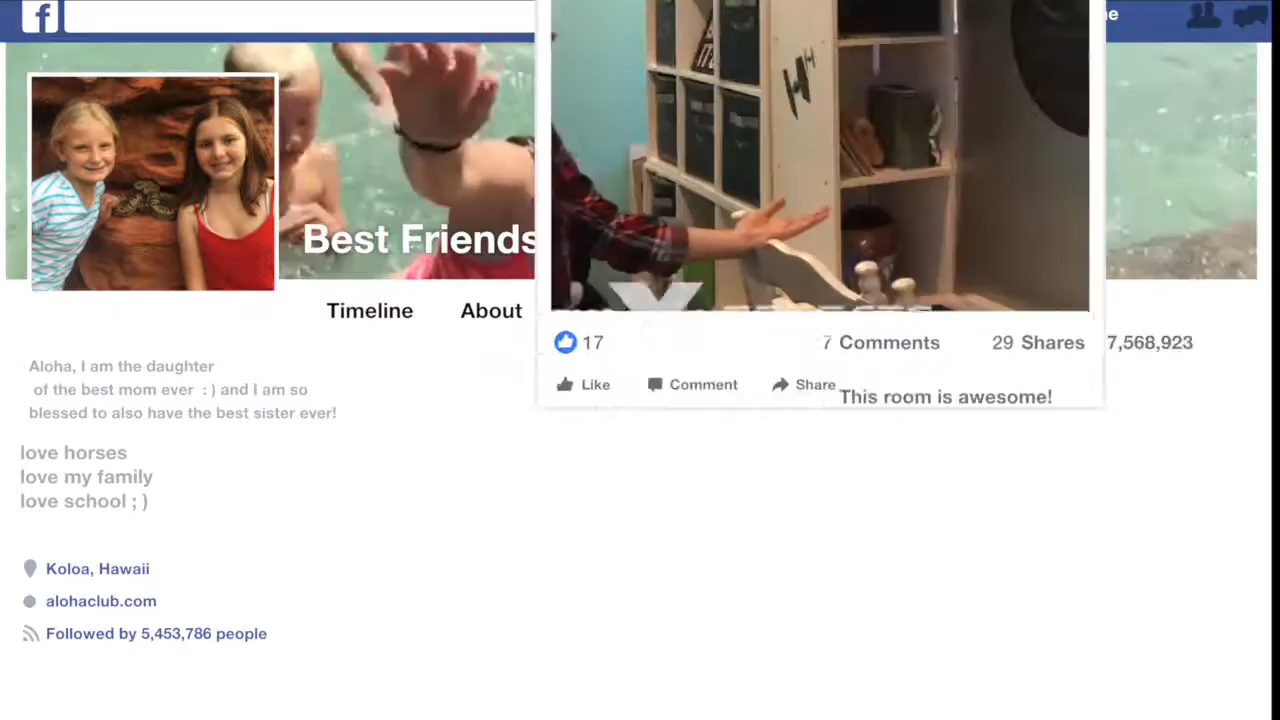 f
e
Best Friends
Timeline About
17 7 Comments 29 Shares 7,568,923
Like Comment Share
This room is awesome!
Aloha, I am the daughter
of the best mom ever : ) and I am so
blessed to also have the best sister ever!
love horses
love my family
love school ; )
Koloa, Hawaii
alohaclub.com
Followed by 5,453,786 people